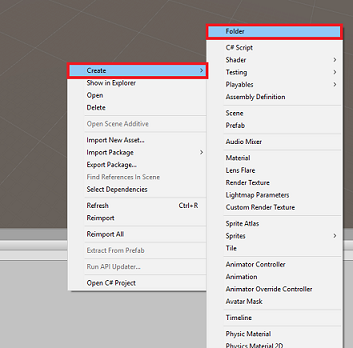 Create
Show in Explorer
Open
Delete
Open Scene Additive
Import New Asset...
Import Package
Export Package...
Find References In Scene
Select Dependencies
Refresh Ctrl+R
Reimport
Reimport All
Extract From Prefab
Run API Updater...
Open C# Project
Folder
C# Script
Shader
Testing
Playables
Assembly Definition
Scene
Prefab
Audio Mixer
Material
Lens Flare
Render Texture
Lightmap Parameters
Custom Render Texture
Sprite Atlas
Sprites
Tile
Animator Controller
Animation
Animator Override Controller
Avatar Mask
Timeline
Physic Material
Physics Material 2D